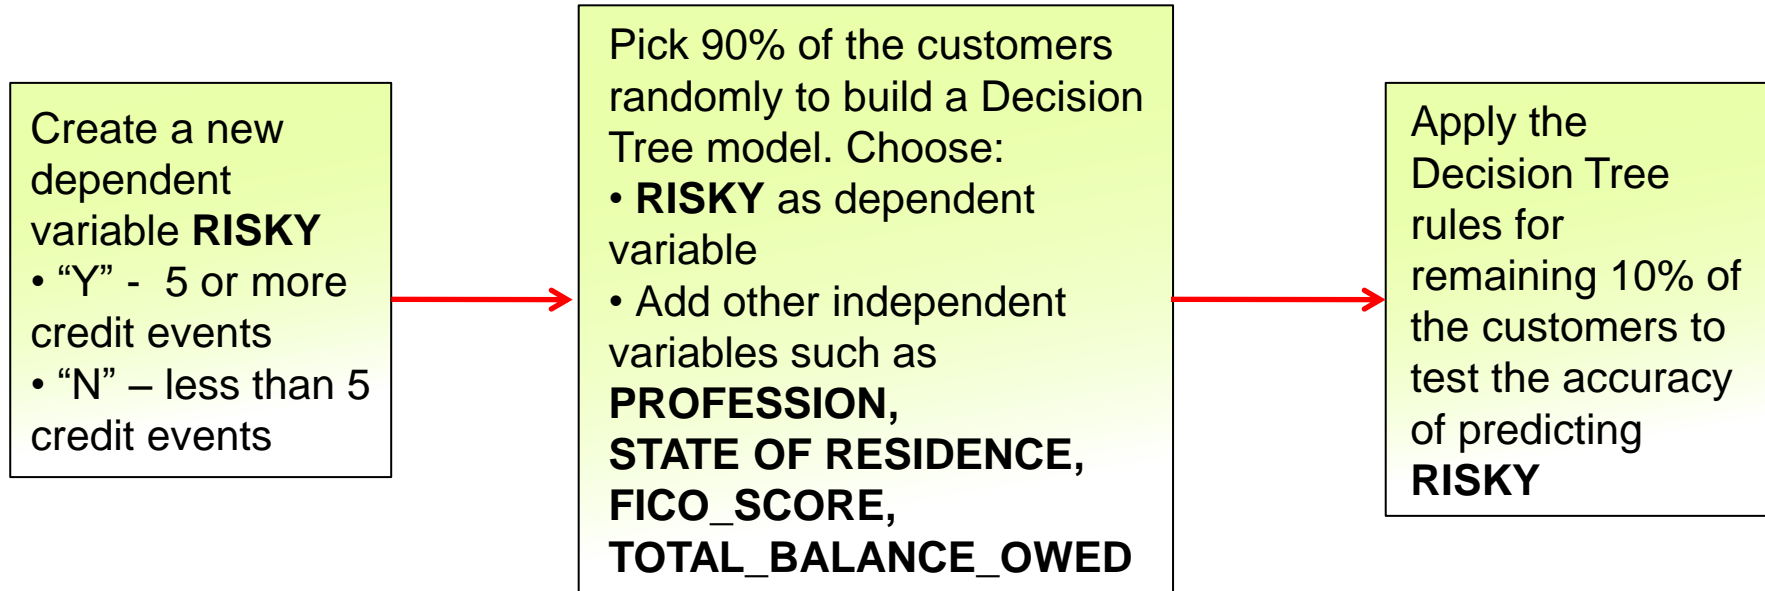 Create a new
dependent
variable RISKY
• “Y” - 5 or more
credit events
• “N” – less than 5
credit events
Pick 90% of the customers
randomly to build a Decision
Tree model. Choose:
• RISKY as dependent
variable
• Add other independent
variables such as
PROFESSION,
STATE OF RESIDENCE,
FICO_SCORE,
TOTAL_BALANCE_OWED
Apply the
Decision Tree
rules for
remaining 10% of
the customers to
test the accuracy
of predicting
RISKY